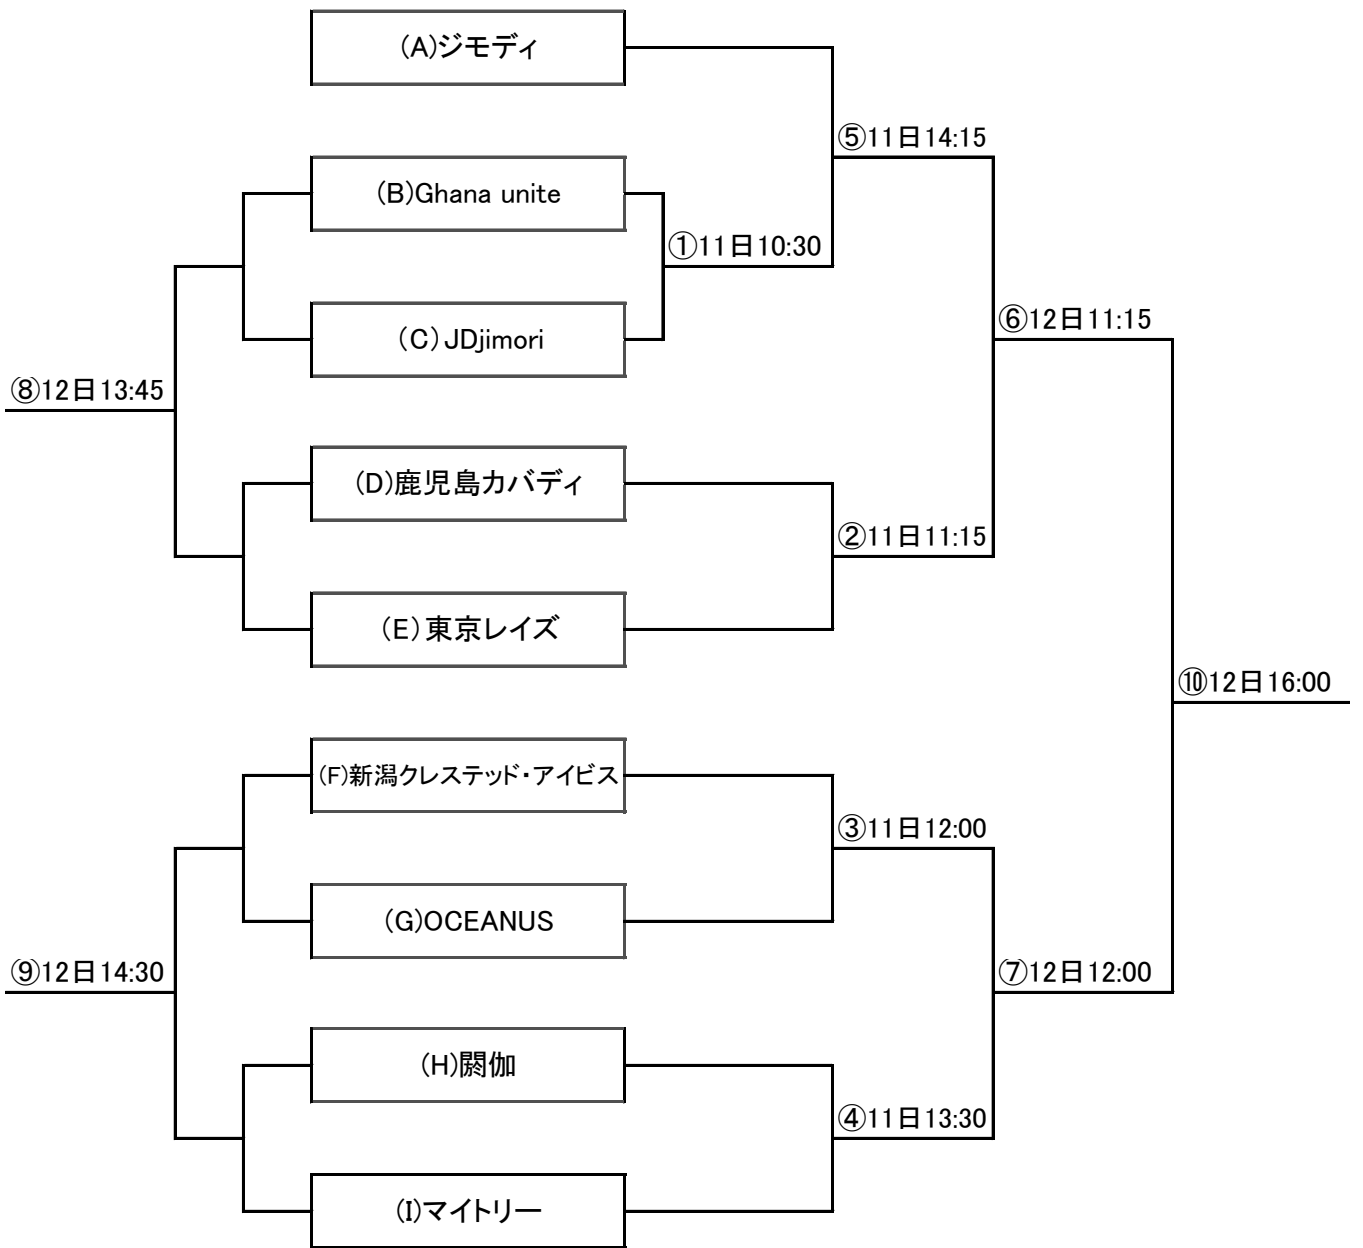 (A)ジモディ
⑤11日14:15
(B)Ghana unite
①11日10:30
⑥12日11:15
(C)JDjimori
⑧12日13:45
(D)鹿児島カバディ
②11日11:15
(E)東京レイズ
⑩12日16:00
(F)新潟クレステッド・アイビス
③11日12:00
(G)OCEANUS
⑨12日14:30
⑦12日12:00
(H)閼伽
④11日13:30
(I)マイトリー